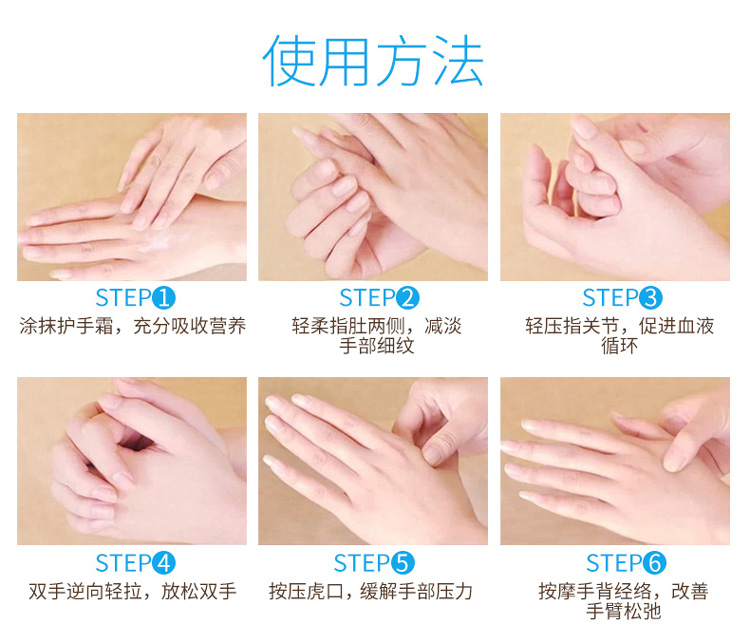 使用方法
STEP1
涂抹护手霜，充分吸收营养
STEP2
轻柔指肚两侧，减淡
手部细纹
STEP3
轻压指关节，促进血液
循环
STEP4
双手逆向轻拉，放松双手
STEP5
按压虎口，缓解手部压力
STEP6
按摩手背经络，改善
手臂松弛